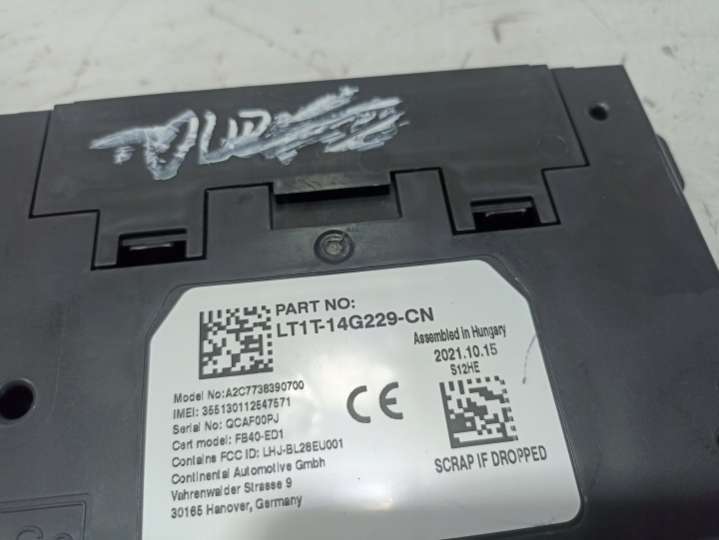 PART NO:
LT1T-14G229-CN
Assembled in Hungary
2021.10.15
S12HE
Model No:A2C7738390700
IMEI: 355130112547571
Serial No: QCAF00PJ
Cert model: FB40-ED1
Contains FCC ID: LHJ-BL28EU001
Continental Automotive Gmbh
Vahrenwalder Strasse 9
30165 Hanover, Germany
CE
SCRAP IF DROPPED